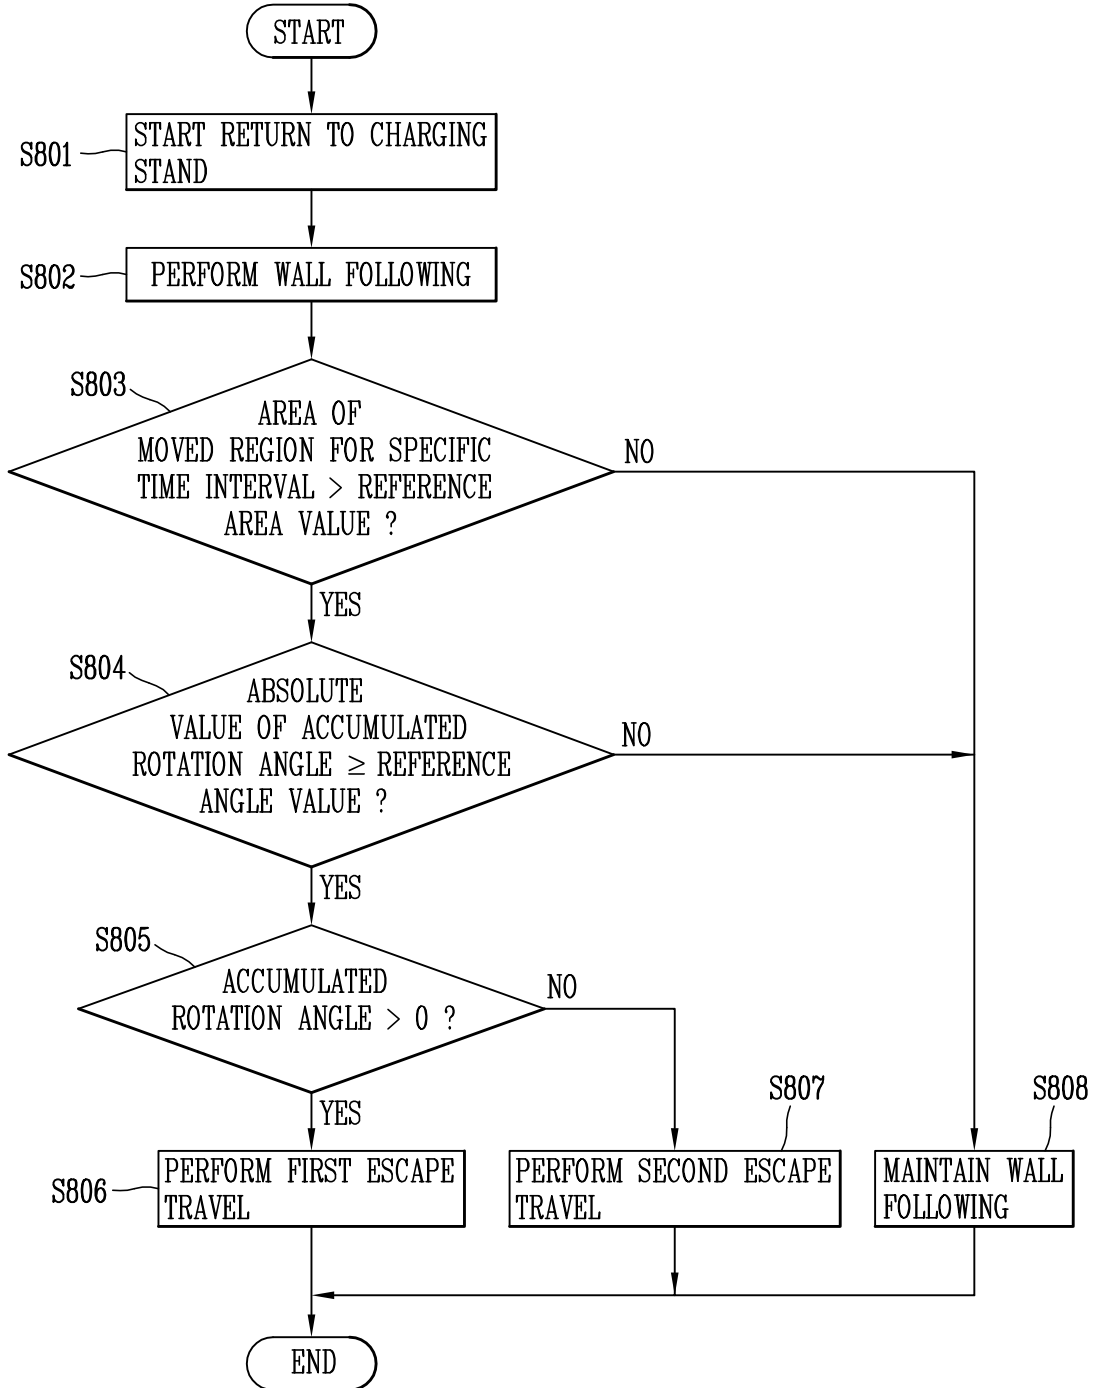 START
S801
START RETURN TO CHARGING
STAND
S802
PERFORM WALL FOLLOWING
S803
AREA OF
MOVED REGION FOR SPECIFIC
TIME INTERVAL > REFERENCE
AREA VALUE ?
NO
YES
S804
ABSOLUTE
VALUE OF ACCUMULATED
ROTATION ANGLE ≥ REFERENCE
ANGLE VALUE ?
NO
YES
S805
ACCUMULATED
ROTATION ANGLE > 0 ?
NO
YES
S806
PERFORM FIRST ESCAPE
TRAVEL
S807
PERFORM SECOND ESCAPE
TRAVEL
S808
MAINTAIN WALL
FOLLOWING
END